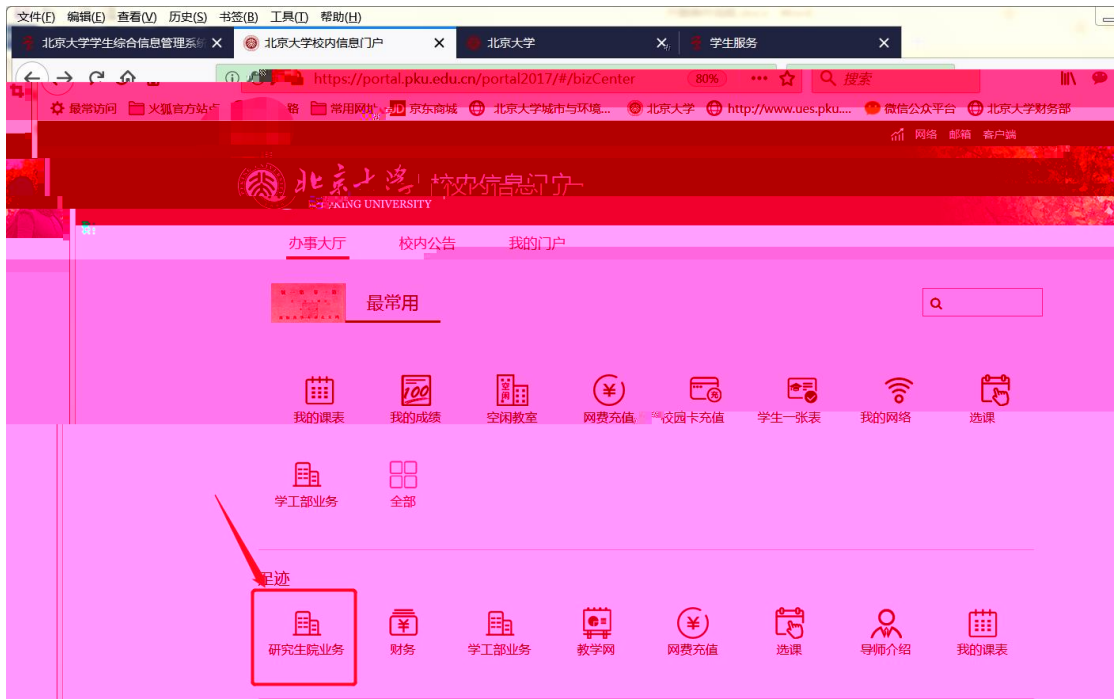 文件(F) 编辑(E) 查看(V) 历史(S) 书签(B) 工具(T) 帮助(H)
北京大学学生综合信息管理系统 北京大学校内信息门户 北京大学 学生服务
https://portal.pku.edu.cn/portal2017/#/bizCenter 80% 搜索
最常访问 火狐官方站点 常用网址 JD 京东商城 北京大学城市与环境... 北京大学 http://www.ues.pku.... 微信公众平台 北京大学财务部
网络 邮箱 客户端
北京大学 校内信息门户
PEKING UNIVERSITY
办事大厅 校内公告 我的门户
最常用
我的课表 我的成绩 空闲教室 网费充值 校园卡充值 学生一张表 我的网络 选课
学工部业务 全部
足迹
研究生院业务 财务 学工部业务 教学网 网费充值 选课 导师介绍 我的课表